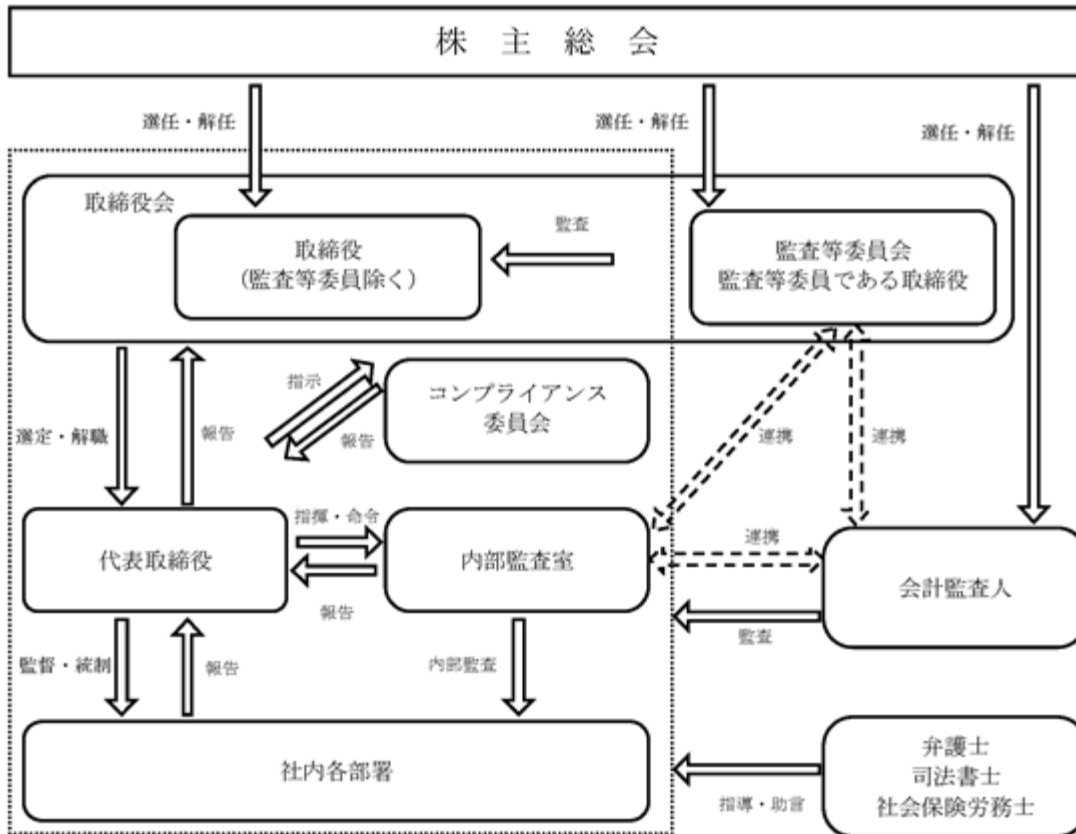 株主総会
選任・解任
選任・解任
選任・解任
取締役会
取締役
(監査等委員除く)
監査
監査等委員会
監査等委員である取締役
指示
報告
コンプライアンス
委員会
選定・解職
報告
連携
連携
指揮・命令
代表取締役
内部監査室
報告
連携
会計監査人
監査
監督・統制
報告
内部監査
社内各部署
弁護士
司法書士
社会保険労務士
指導・助言